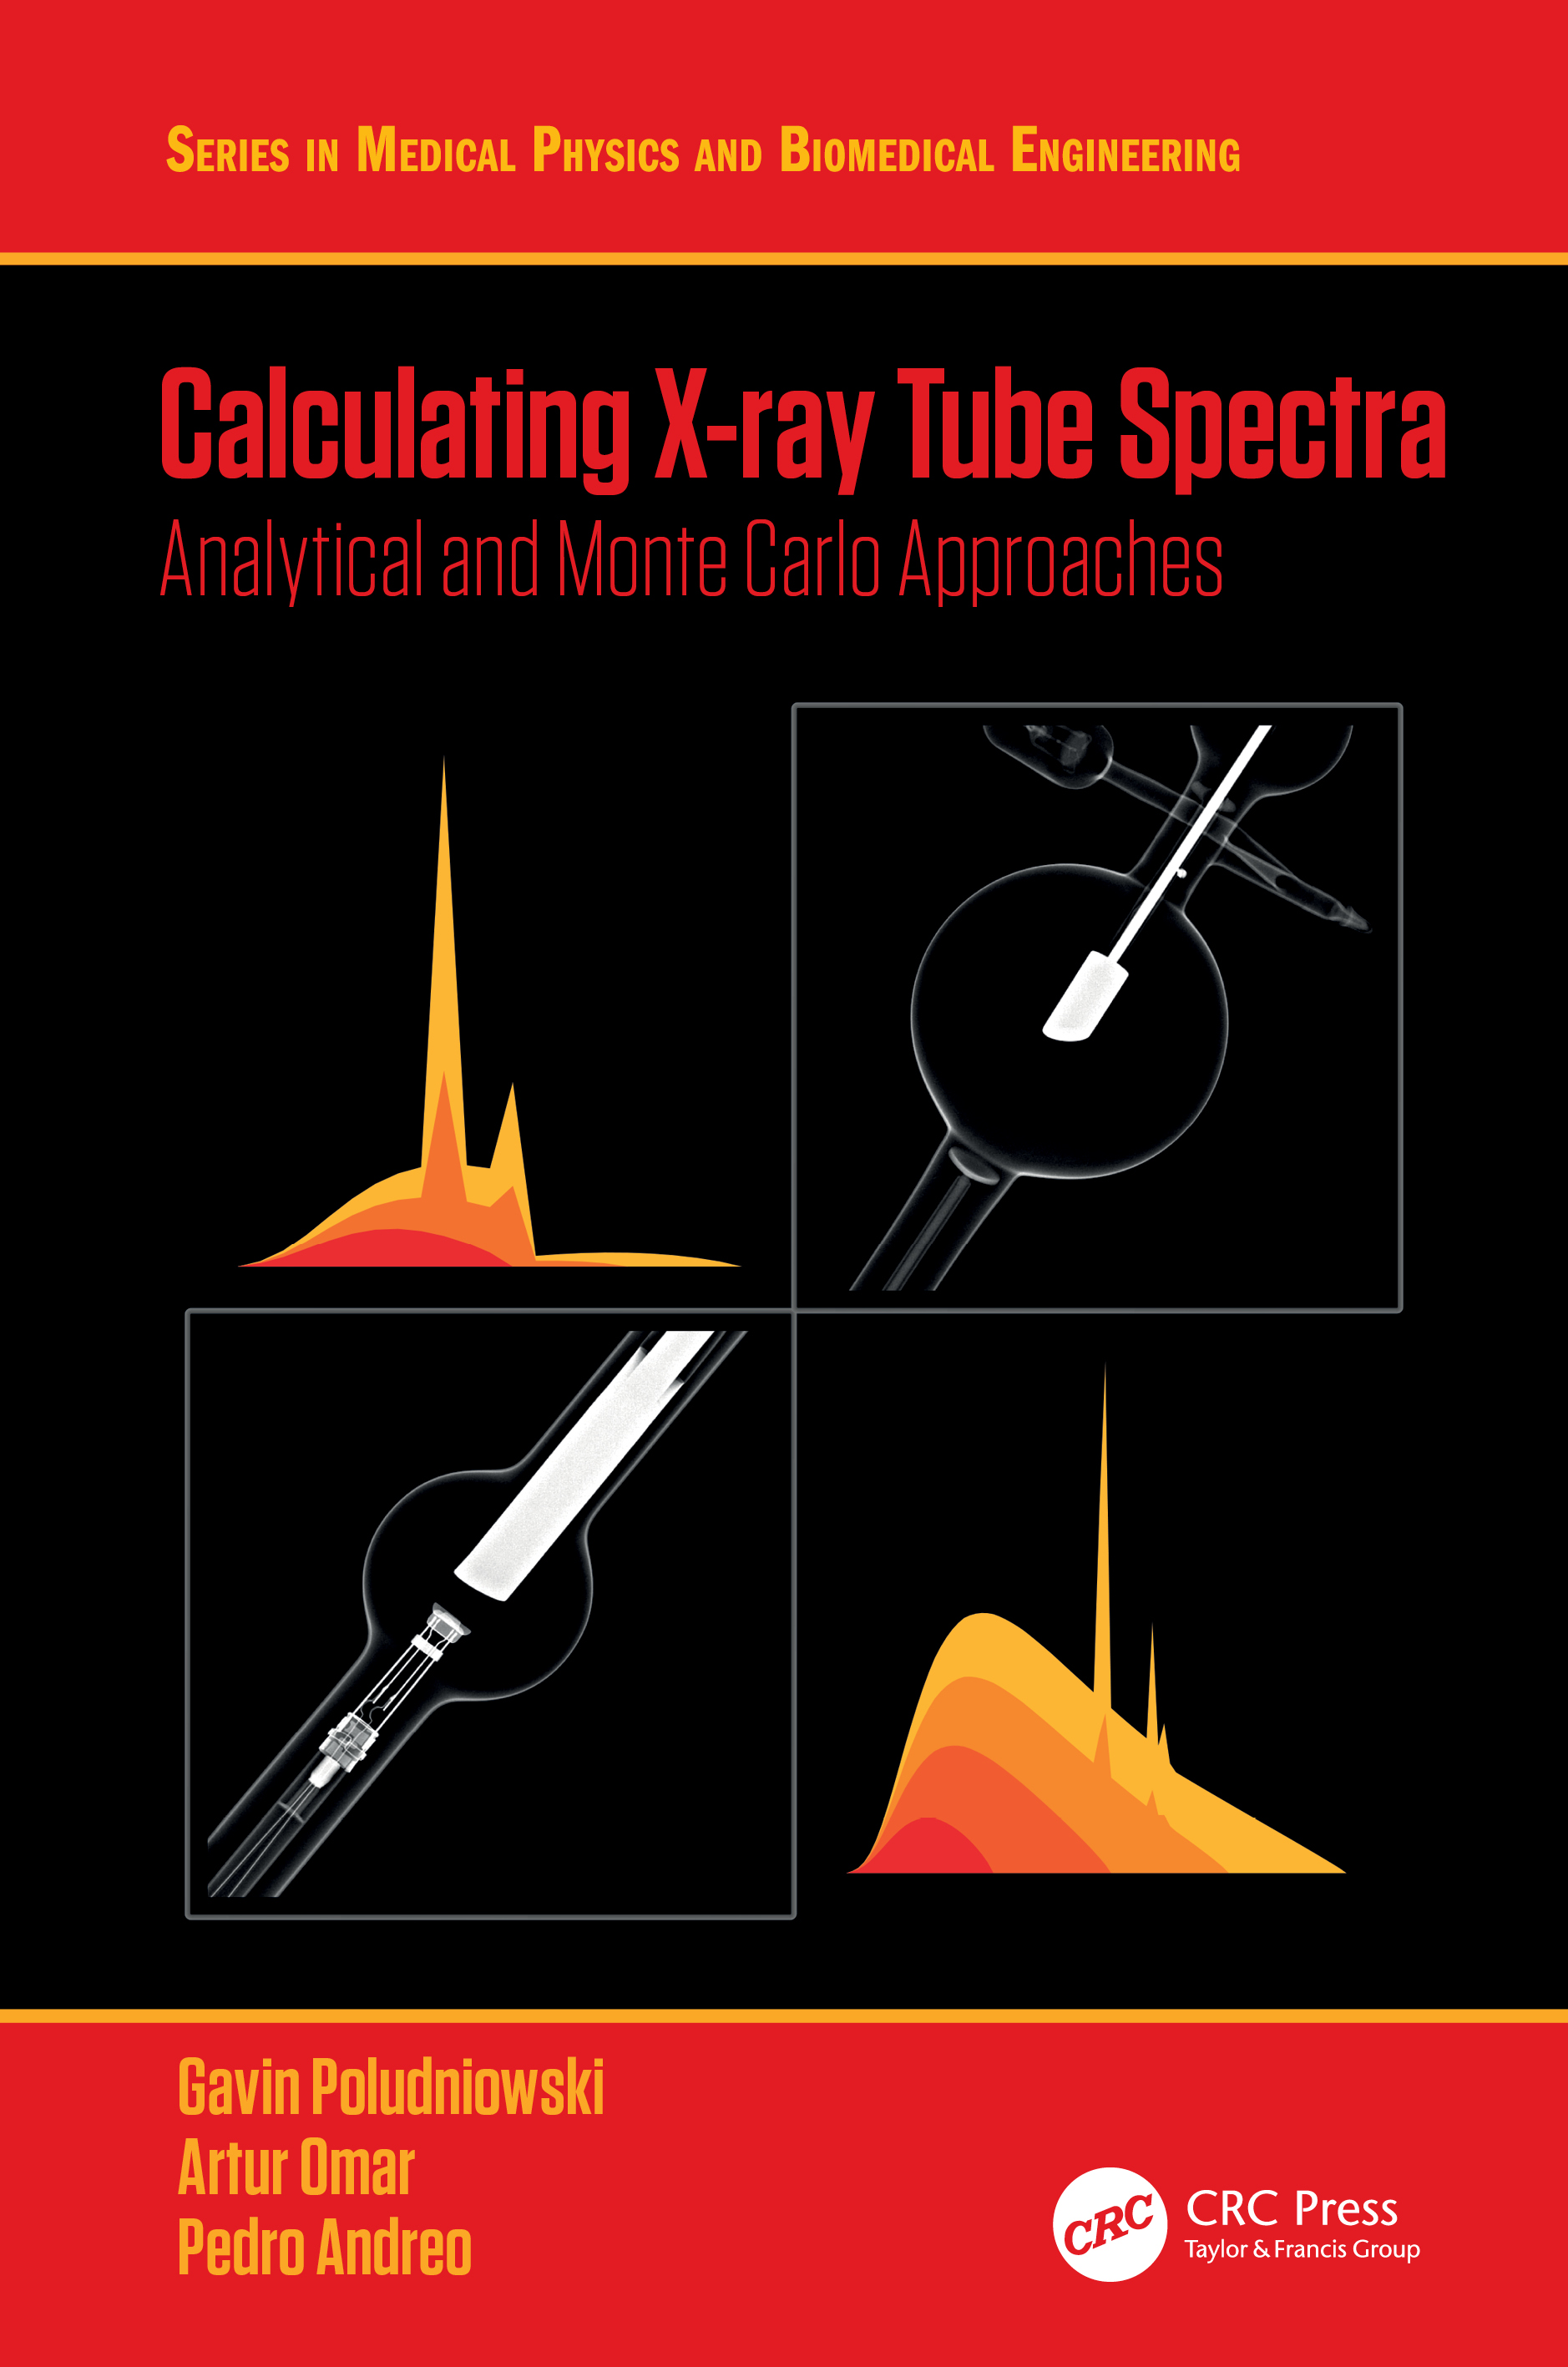 Series in Medical Physics and Biomedical Engineering
Calculating X-ray Tube Spectra
Analytical and Monte Carlo Approaches
Gavin Poludniowski
Artur Omar
Pedro Andreo
CRC
CRC Press
Taylor & Francis Group